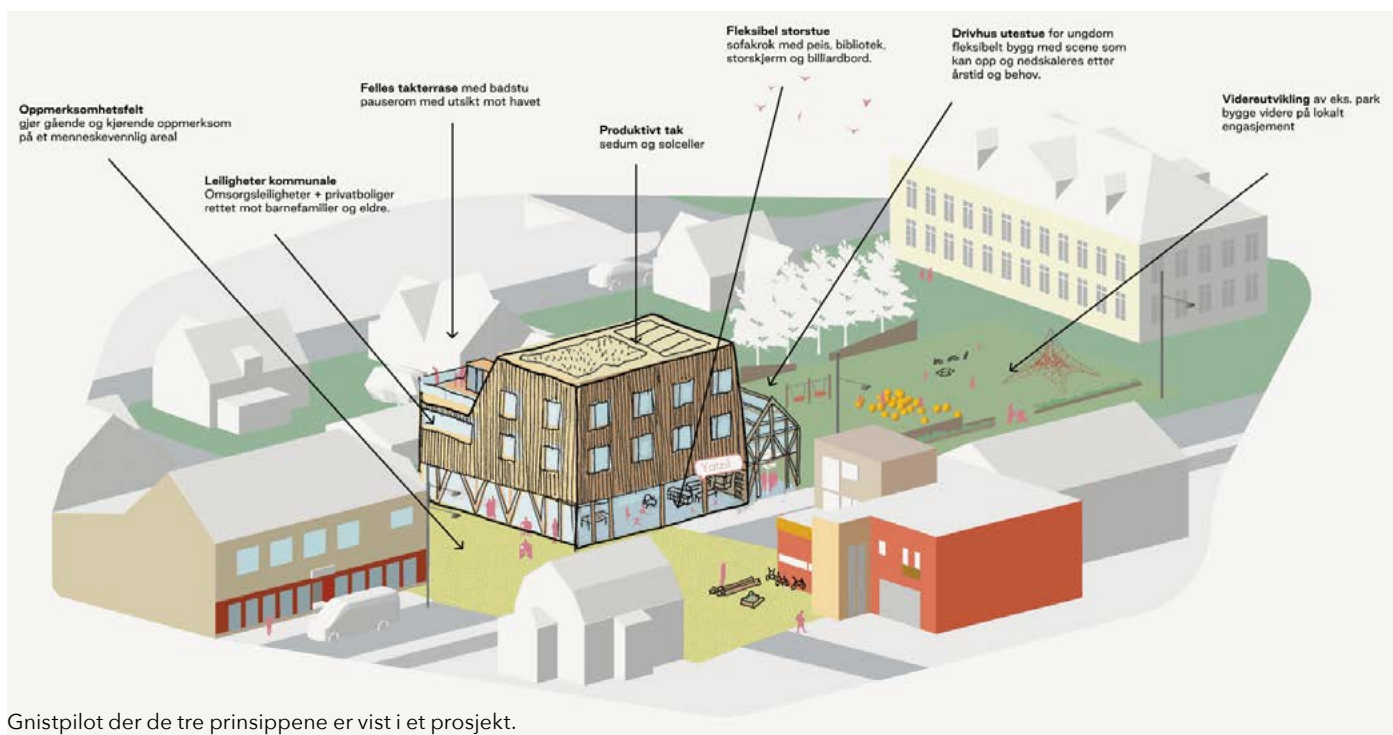 Fleksibel storstue
sofakrok med peis, bibliotek,
storskjerm og billiardbord.
Drivhus utestue for ungdom
fleksibelt bygg med scene som
kan opp og nedskaleres etter
årstid og behov.
Felles takterrase med badstu
pauserom med utsikt mot havet
Videreutvikling av eks. park
bygge videre på lokalt
engasjement
Oppmerksomhetsfelt
gjør gående og kjørende oppmerksom
på et menneskevennlig areal
Produktivt tak
sedum og solceller
Leiligheter kommunale
Omsorgsleiligheter + privatboliger
rettet mot barnefamilier og eldre.
Gnistpilot der de tre prinsippene er vist i et prosjekt.